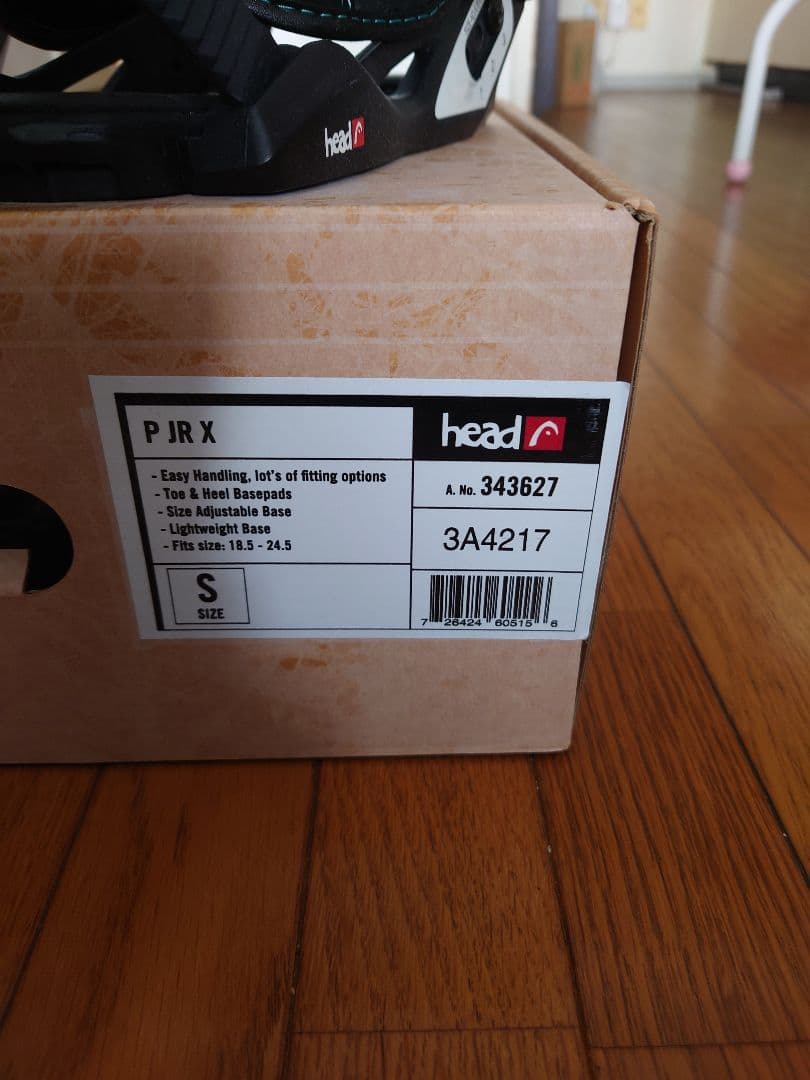 head
P JR X
head
- Easy Handling, lot's of fitting options
- Toe & Heel Basepads
- Size Adjustable Base
- Lightweight Base
- Fits size: 18.5 - 24.5
A. No. 343627
3A4217
S
SIZE
7 26424 60515 6